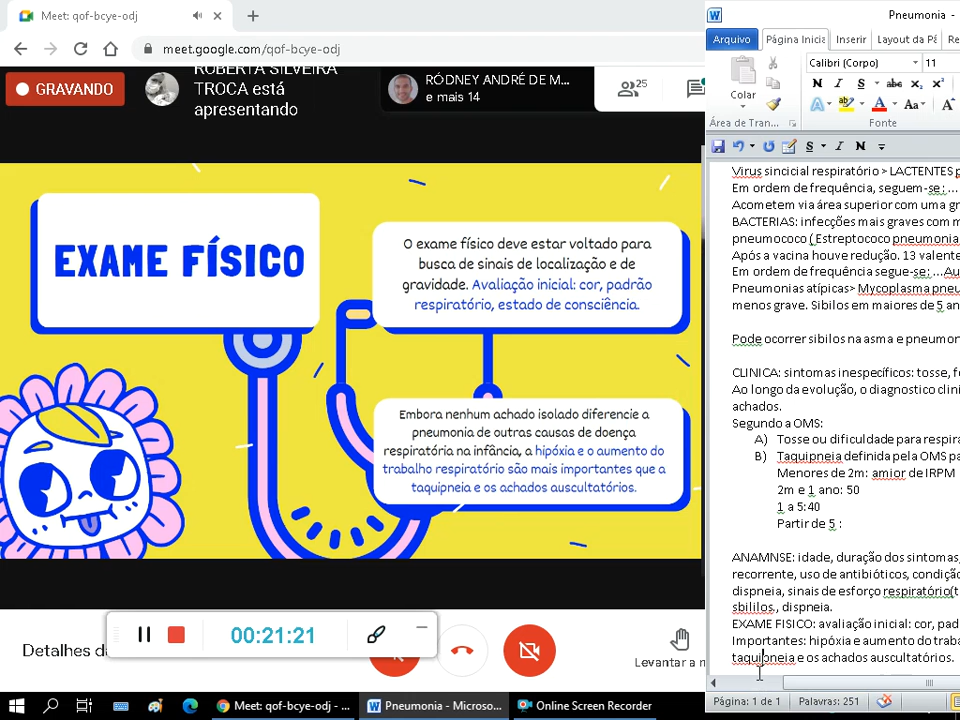 Meet: qof-bcye-odj
meet.google.com/qof-bcye-odj
GRAVANDO
ROBERTA SILVEIRA
TROCA está
apresentando
RÓDNEY ANDRÉ DE M...
e mais 14
25
EXAME FÍSICO
O exame físico deve estar voltado para
busca de sinais de localização e de
gravidade. Avaliação inicial: cor, padrão
respiratório, estado de consciência.
Embora nenhum achado isolado diferencie a
pneumonia de outras causas de doença
respiratória na infância, a hipóxia e o aumento do
trabalho respiratório são mais importantes que a
taquipneia e os achados auscultatórios.
00:21:21
Detalhes da
Levantar a m
Pneumonia -
Arquivo
Página Inicia
Inserir
Layout da Pá
R
Colar
Área de Tran...
Calibri (Corpo)
11
N
I
S
abc
X₂
X²
A
ab
A
Aa
A
Fonte
S
I
N
Virus sincicial respiratório > LACTENTES p
Em ordem de frequência, seguem-se: ...
Acometem via área superior com uma gr
BACTERIAS: infecções mais graves com m
pneumococo ( Estreptococo pneumonia
Após a vacina houve redução. 13 valente
Em ordem de frequência segue-se: ...Au
Pneumonias atípicas> Mycoplasma pneu
menos grave. Sibilos em maiores de 5 an
Pode ocorrer sibilos na asma e pneumon
CLINICA: sintomas inespecíficos: tosse, fe
Ao longo da evolução, o diagnostico clini
achados.
Segundo a OMS:
A) Tosse ou dificuldade para respira
B) Taquipneia definida pela OMS pa
Menores de 2m: amior de IRPM
2m e 1 ano: 50
1 a 5:40
Partir de 5 :
ANAMNSE: idade, duração dos sintomas,
recorrente, uso de antibióticos, condiçã
dispneia, sinais de esforço respiratório(t
sbililos., dispneia.
EXAME FISICO: avaliação inicial: cor, pad
Importantes: hipóxia e aumento do traba
taquipneia e os achados auscultatórios.
Página: 1 de 1
Palavras: 251
Meet: qof-bcye-odj - ...
Pneumonia - Microso...
Online Screen Recorder